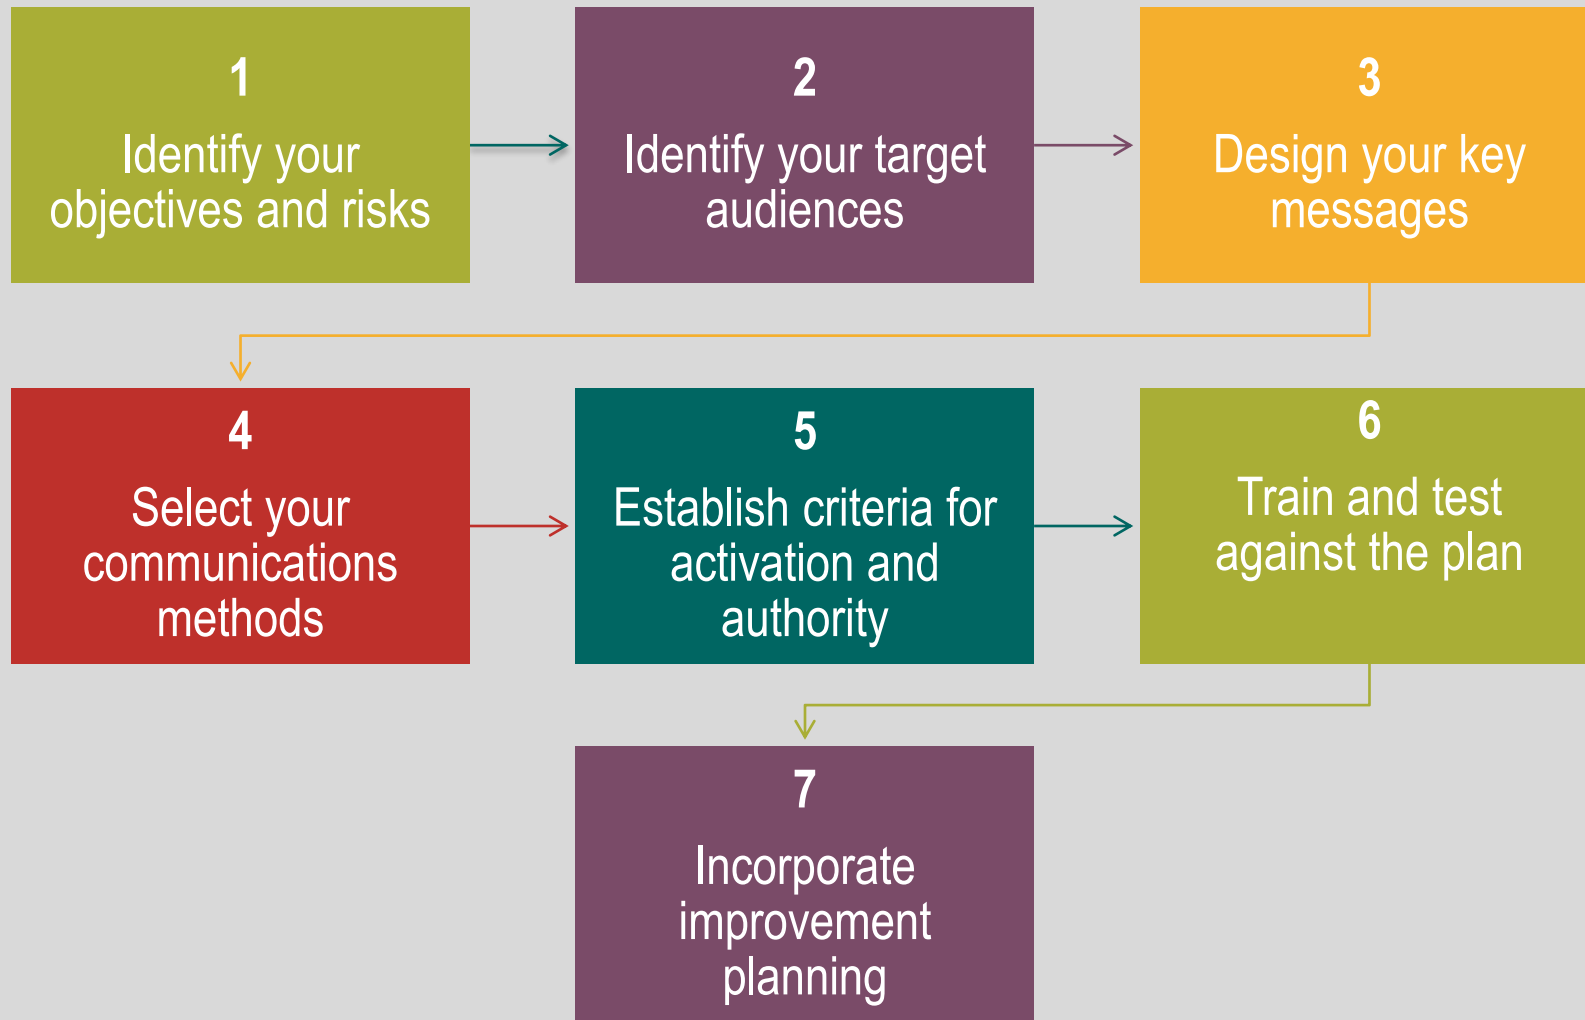 1
Identify your
objectives and risks
2
Identify your target
audiences
3
Design your key
messages
4
Select your
communications
methods
5
Establish criteria for
activation and
authority
6
Train and test
against the plan
7
Incorporate
improvement
planning